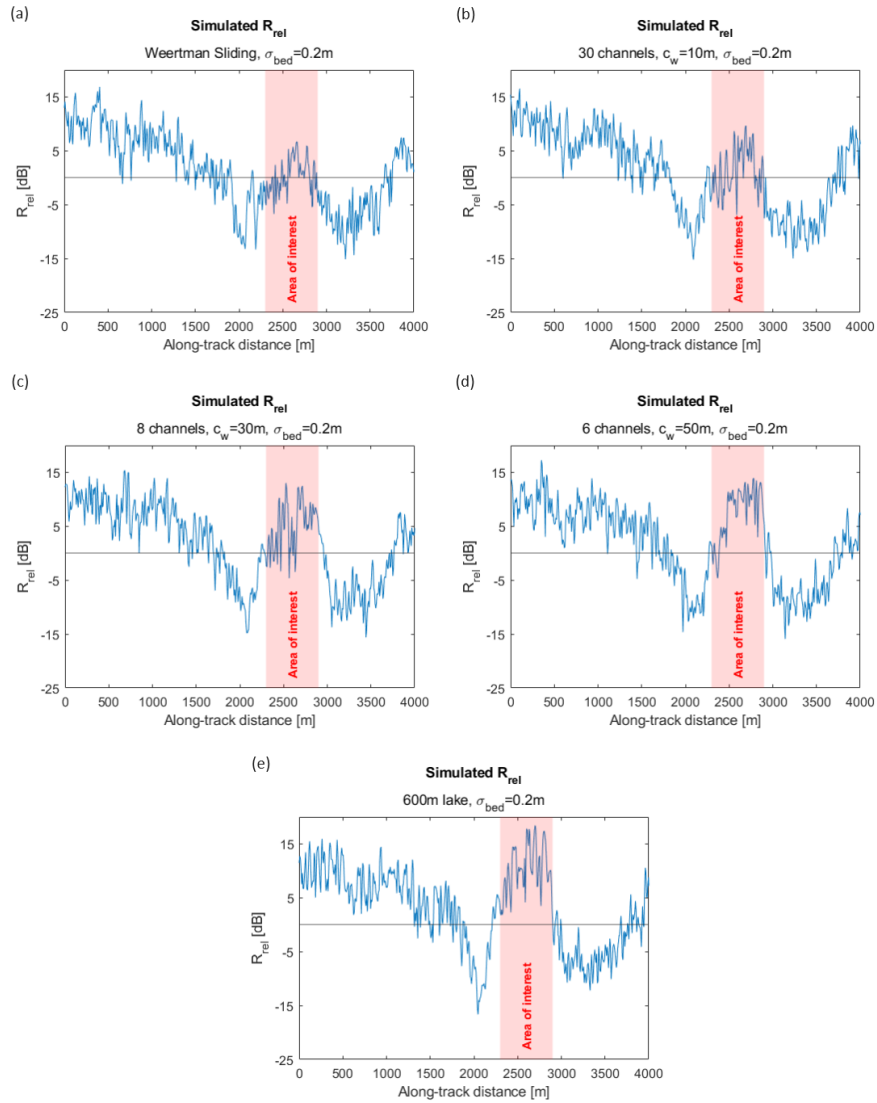 (a)
Simulated R_rel
Weertman Sliding, σ_bed=0.2m
15
5
-5
-15
-25
R_rel [dB]
Area of interest
0 500 1000 1500 2000 2500 3000 3500 4000
Along-track distance [m]
(b)
Simulated R_rel
30 channels, c_w=10m, σ_bed=0.2m
15
5
-5
-15
-25
R_rel [dB]
Area of interest
0 500 1000 1500 2000 2500 3000 3500 4000
Along-track distance [m]
(c)
Simulated R_rel
8 channels, c_w=30m, σ_bed=0.2m
15
5
-5
-15
-25
R_rel [dB]
Area of interest
0 500 1000 1500 2000 2500 3000 3500 4000
Along-track distance [m]
(d)
Simulated R_rel
6 channels, c_w=50m, σ_bed=0.2m
15
5
-5
-15
-25
R_rel [dB]
Area of interest
0 500 1000 1500 2000 2500 3000 3500 4000
Along-track distance [m]
(e)
Simulated R_rel
600m lake, σ_bed=0.2m
15
5
-5
-15
-25
R_rel [dB]
Area of interest
0 500 1000 1500 2000 2500 3000 3500 4000
Along-track distance [m]